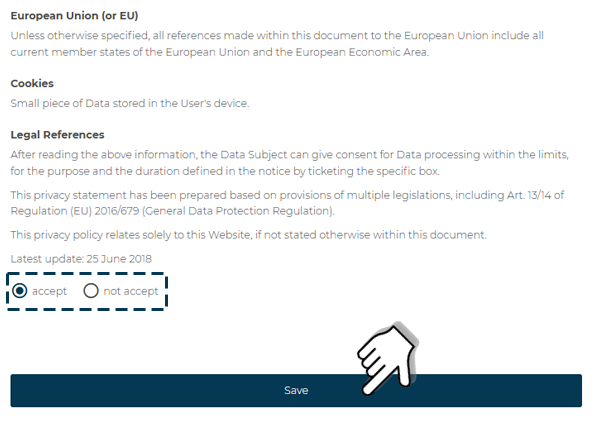 European Union (or EU)
Unless otherwise specified, all references made within this document to the European Union include all
current member states of the European Union and the European Economic Area.
Cookies
Small piece of Data stored in the User's device.
Legal References
After reading the above information, the Data Subject can give consent for Data processing within the limits,
for the purpose and the duration defined in the notice by ticketing the specific box.
This privacy statement has been prepared based on provisions of multiple legislations, including Art. 13/14 of
Regulation (EU) 2016/679 (General Data Protection Regulation).
This privacy policy relates solely to this Website, if not stated otherwise within this document.
Latest update: 25 June 2018
accept not accept
Save